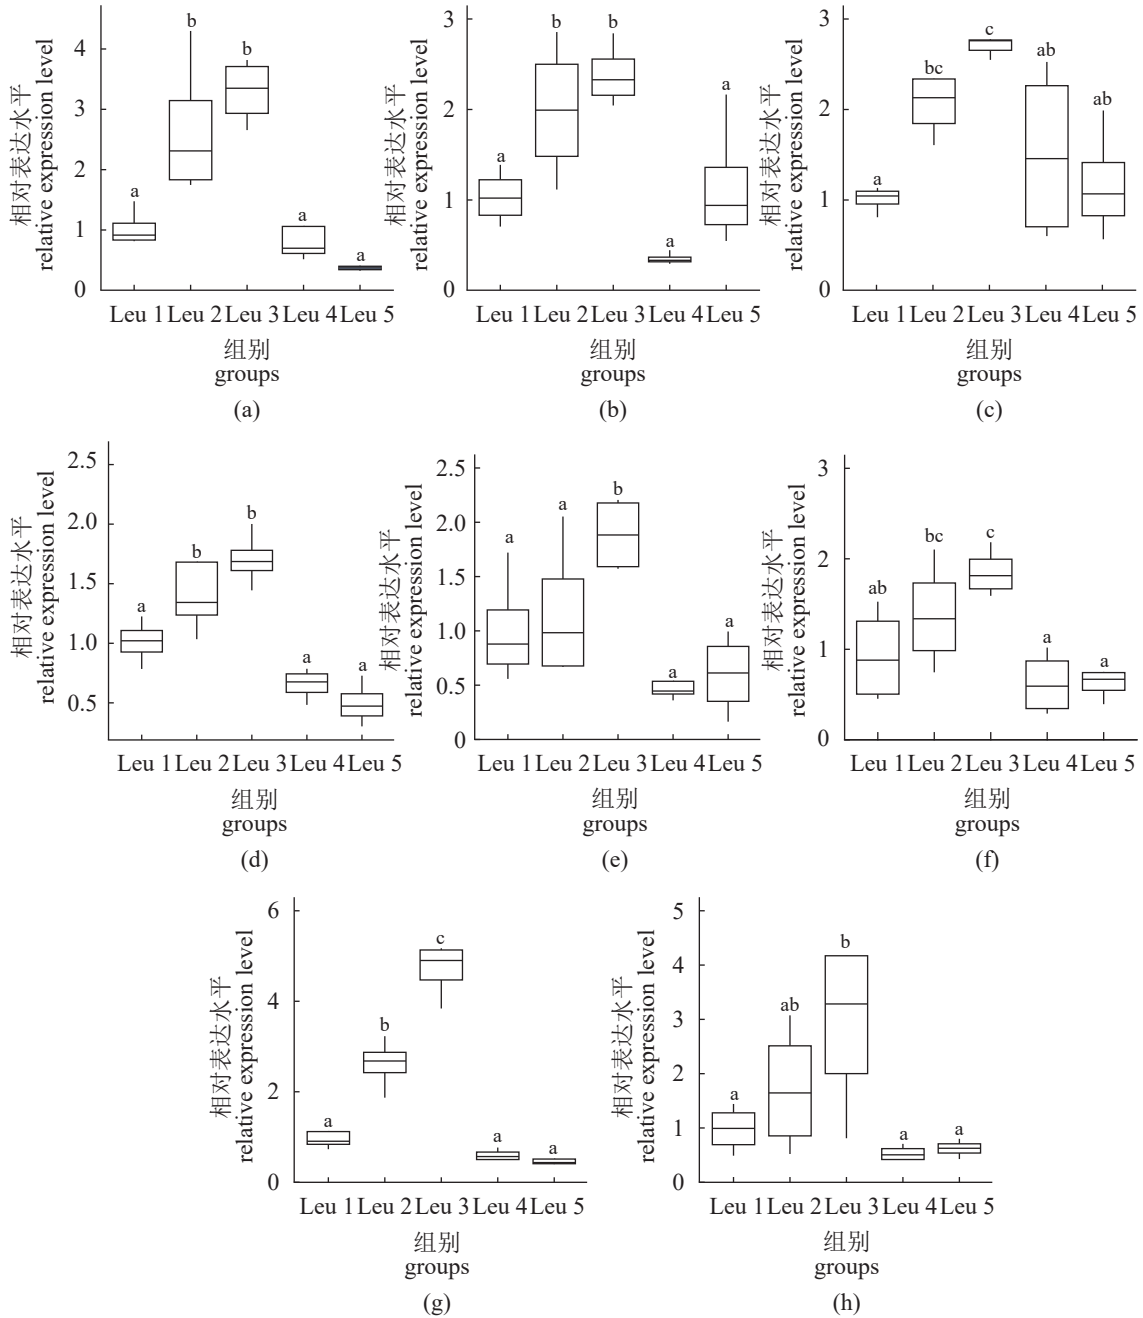 相对表达水平
relative expression level
4
3
2
1
0
a
b
b
a
a
Leu 1 Leu 2 Leu 3 Leu 4 Leu 5
组别
groups
(a)
相对表达水平
relative expression level
3
2
1
0
a
b
b
a
a
Leu 1 Leu 2 Leu 3 Leu 4 Leu 5
组别
groups
(b)
相对表达水平
relative expression level
3
2
1
0
a
bc
c
ab
ab
Leu 1 Leu 2 Leu 3 Leu 4 Leu 5
组别
groups
(c)
相对表达水平
relative expression level
2.5
2.0
1.5
1.0
0.5
a
b
b
a
a
Leu 1 Leu 2 Leu 3 Leu 4 Leu 5
组别
groups
(d)
相对表达水平
relative expression level
2.5
2.0
1.5
1.0
0.5
0
a
a
b
a
a
Leu 1 Leu 2 Leu 3 Leu 4 Leu 5
组别
groups
(e)
相对表达水平
relative expression level
3
2
1
0
ab
bc
c
a
a
Leu 1 Leu 2 Leu 3 Leu 4 Leu 5
组别
groups
(f)
相对表达水平
relative expression level
6
4
2
0
a
b
c
a
a
Leu 1 Leu 2 Leu 3 Leu 4 Leu 5
组别
groups
(g)
相对表达水平
relative expression level
5
4
3
2
1
0
a
ab
b
a
a
Leu 1 Leu 2 Leu 3 Leu 4 Leu 5
组别
groups
(h)